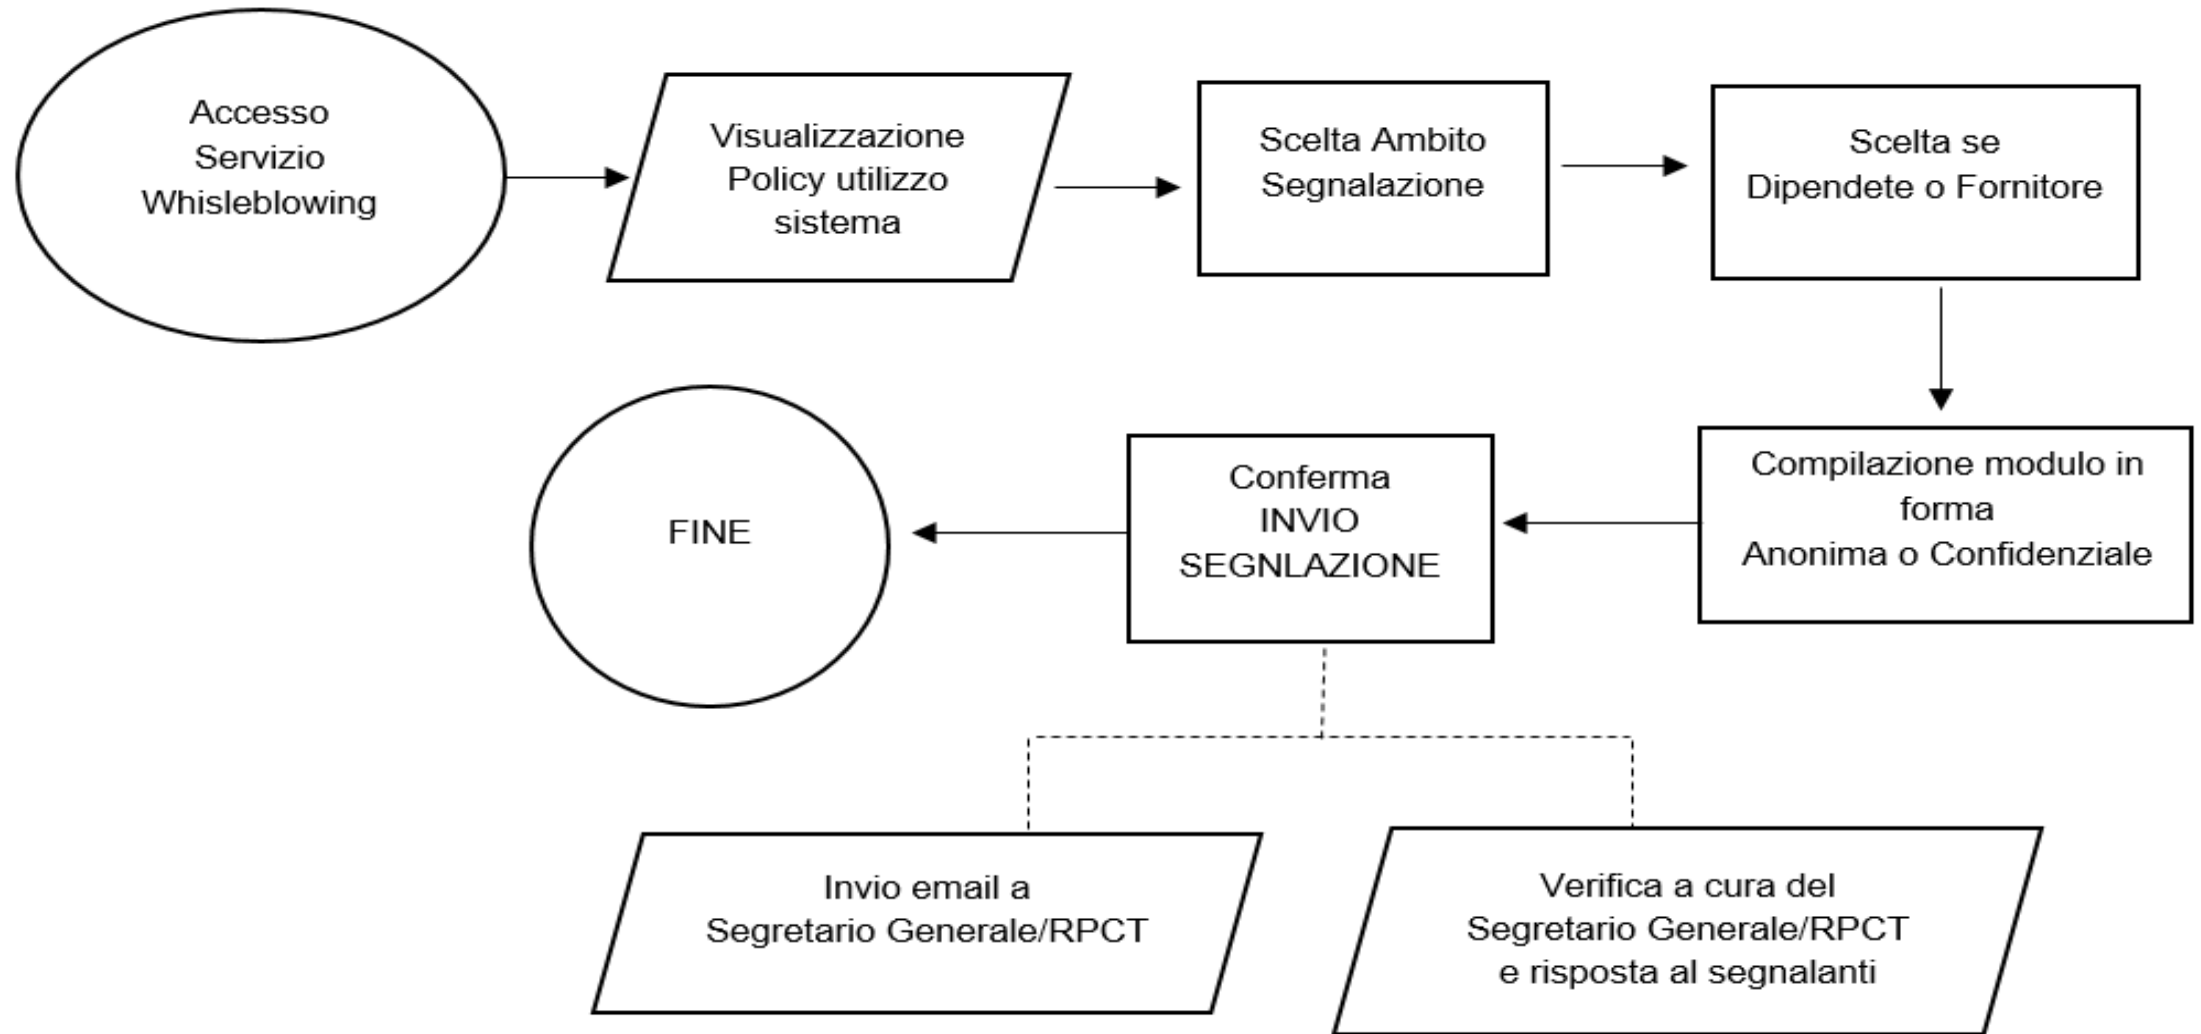 Accesso
Servizio
Whisleblowing
Visualizzazione
Policy utilizzo
sistema
Scelta Ambito
Segnalazione
Scelta se
Dipendete o Fornitore
Compilazione modulo in
forma
Anonima o Confidenziale
Conferma
INVIO
SEGNLAZIONE
FINE
Invio email a
Segretario Generale/RPCT
Verifica a cura del
Segretario Generale/RPCT
e risposta al segnalanti